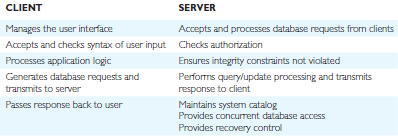 CLIENT SERVER
Manages the user interface Accepts and processes database requests from clients
Accepts and checks syntax of user input Checks authorization
Processes application logic Ensures integrity constraints not violated
Generates database requests and Performs query/update processing and transmits
transmits to server response to client
Passes response back to user Maintains system catalog
Provides concurrent database access
Provides recovery control